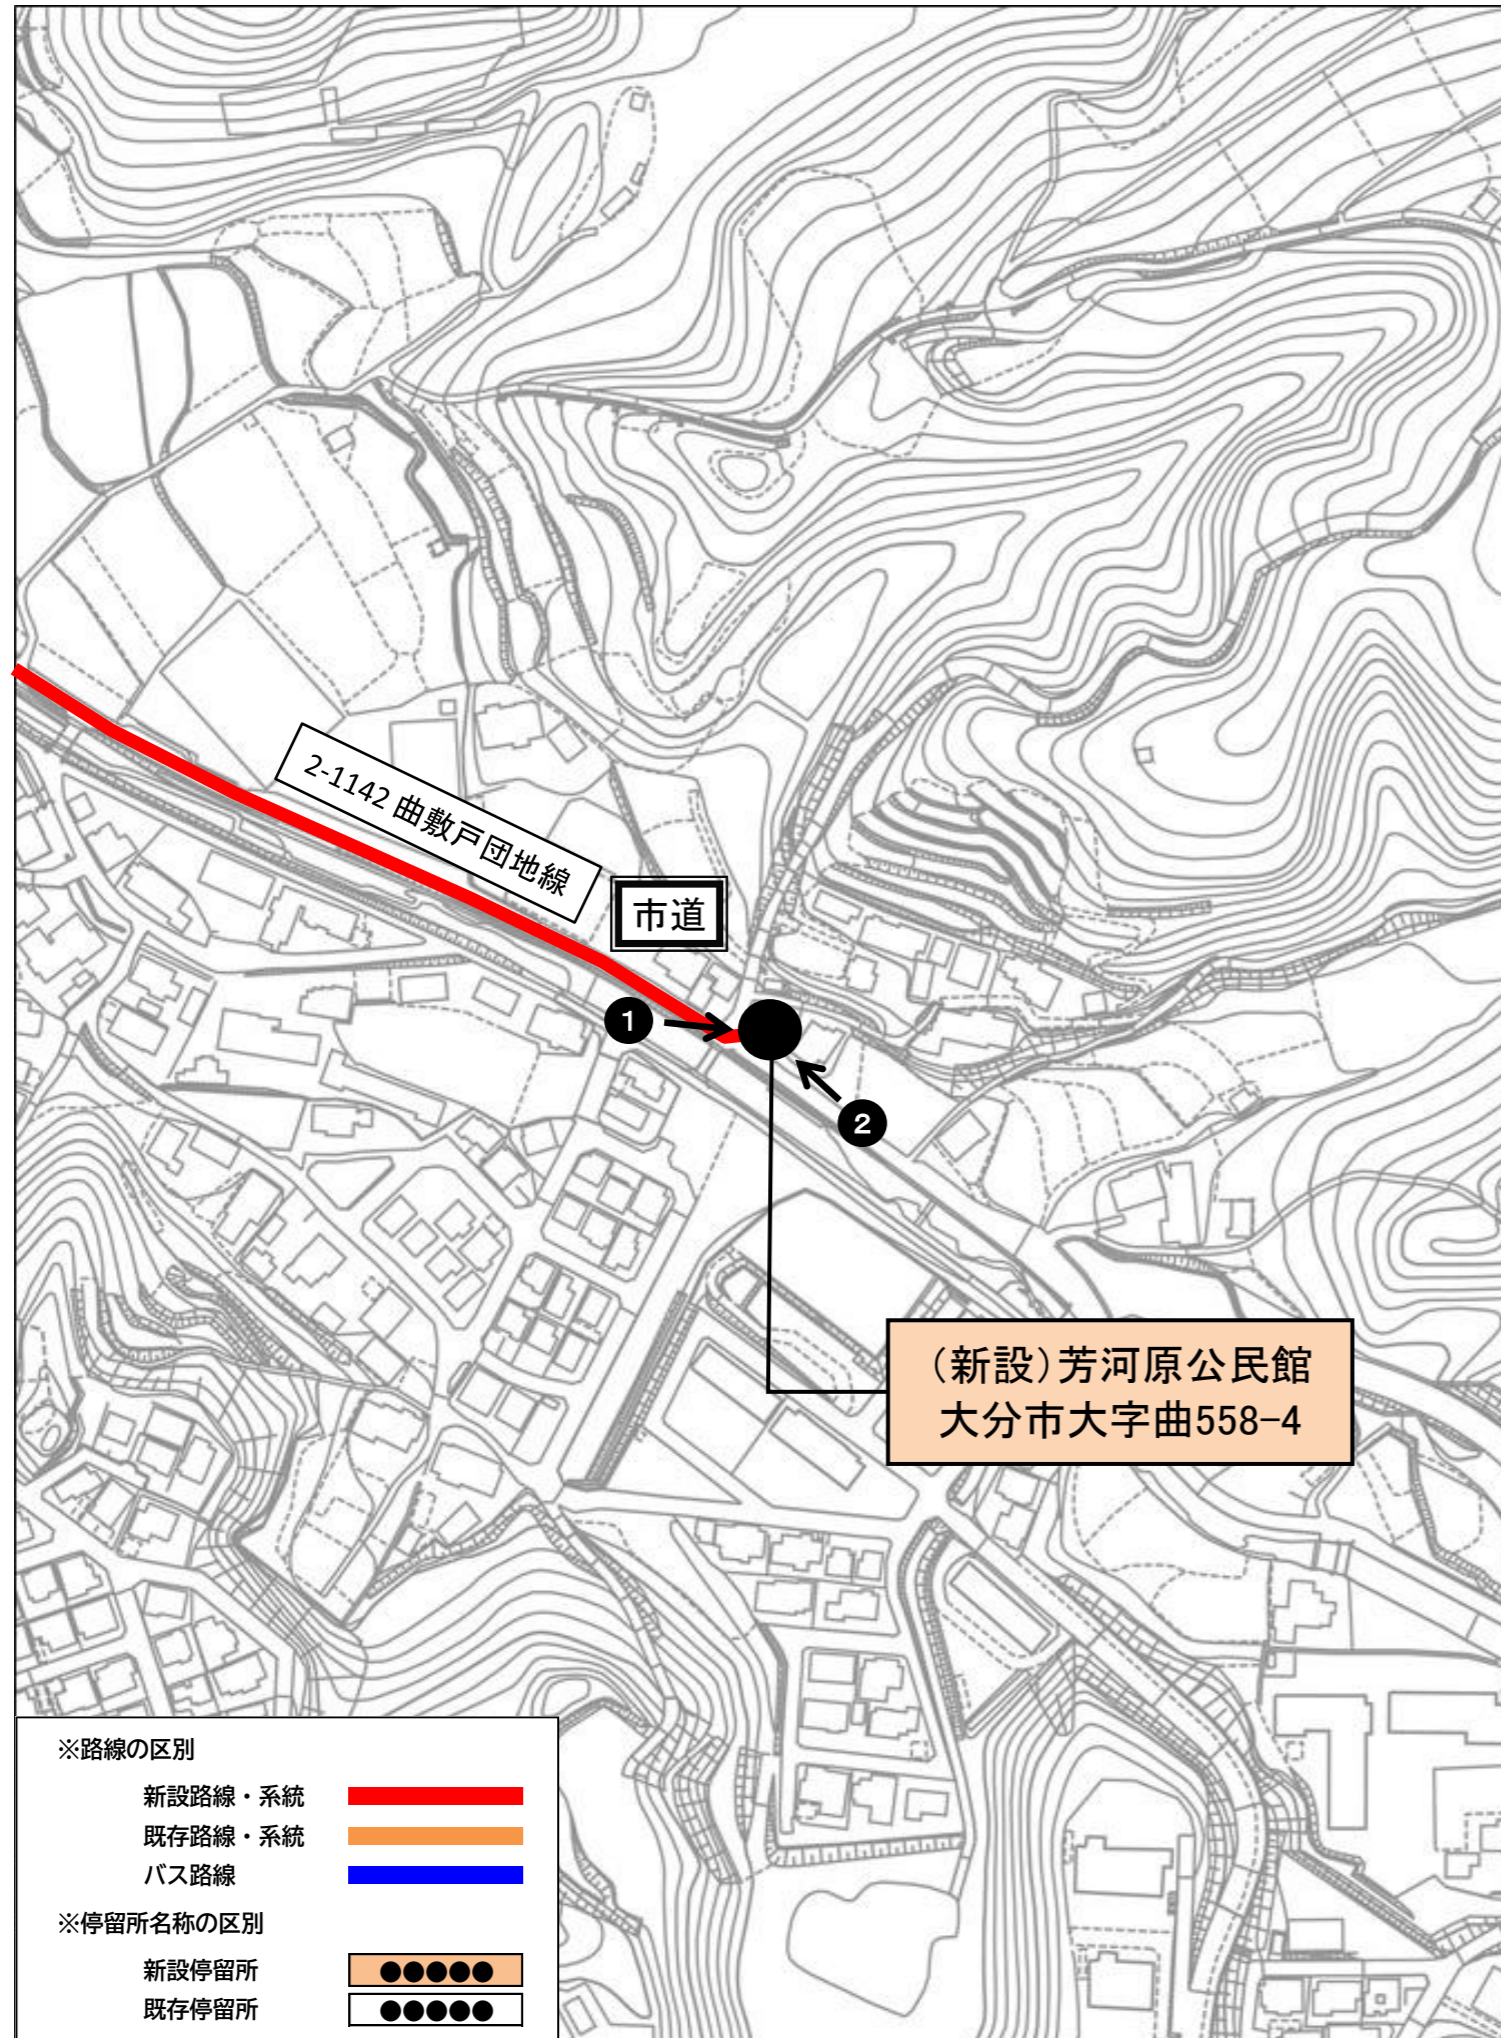 2-1142 曲敷戸団地線
市道
1
2
（新設）芳河原公民館
大分市大字曲558-4
※路線の区別
新設路線・系統
既存路線・系統
バス路線
※停留所名称の区別
新設停留所 ●●●●●
既存停留所 ●●●●●